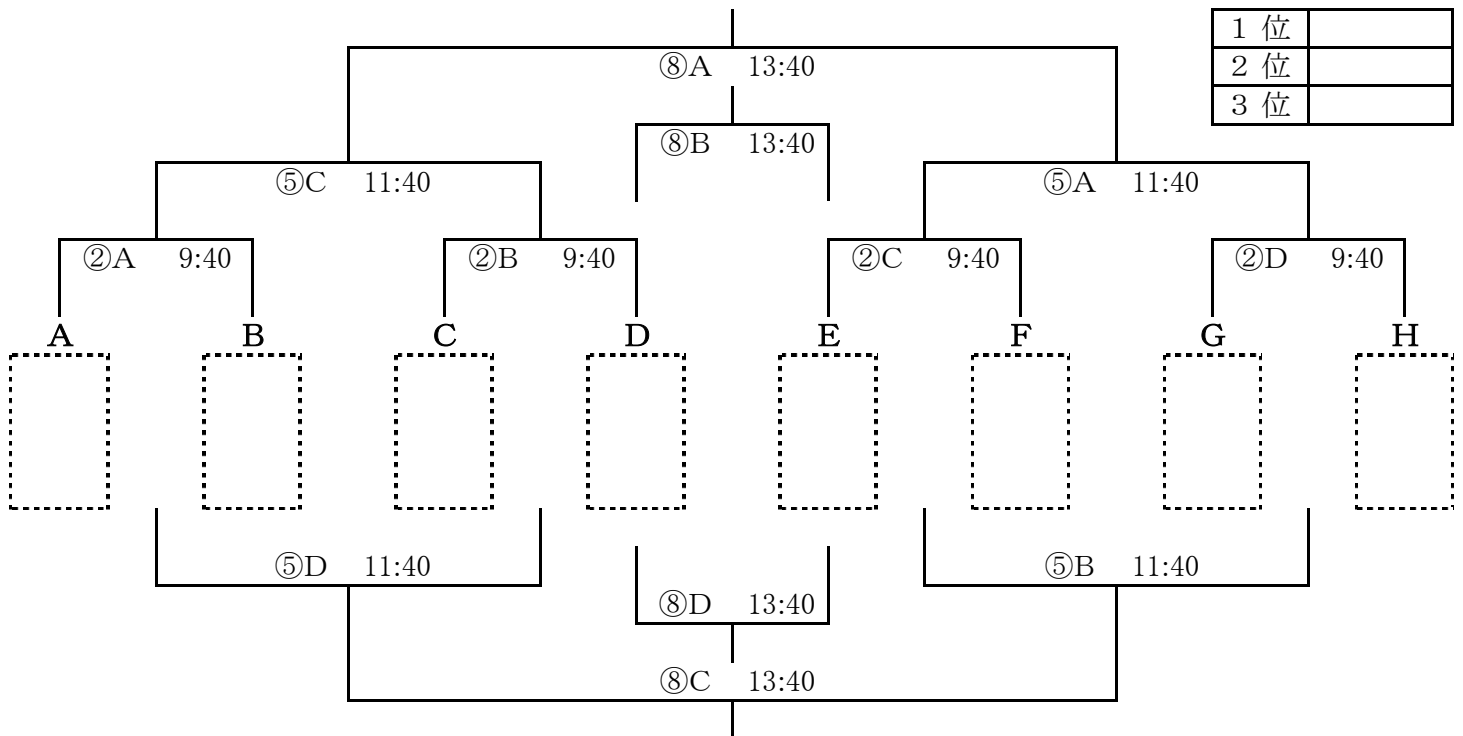 1 位
2 位
3 位
⑧A 13:40
⑧B 13:40
⑤C 11:40 ⑤A 11:40
②A 9:40 ②B 9:40 ②C 9:40 ②D 9:40
A B C D E F G H
⑤D 11:40 ⑤B 11:40
⑧D 13:40
⑧C 13:40